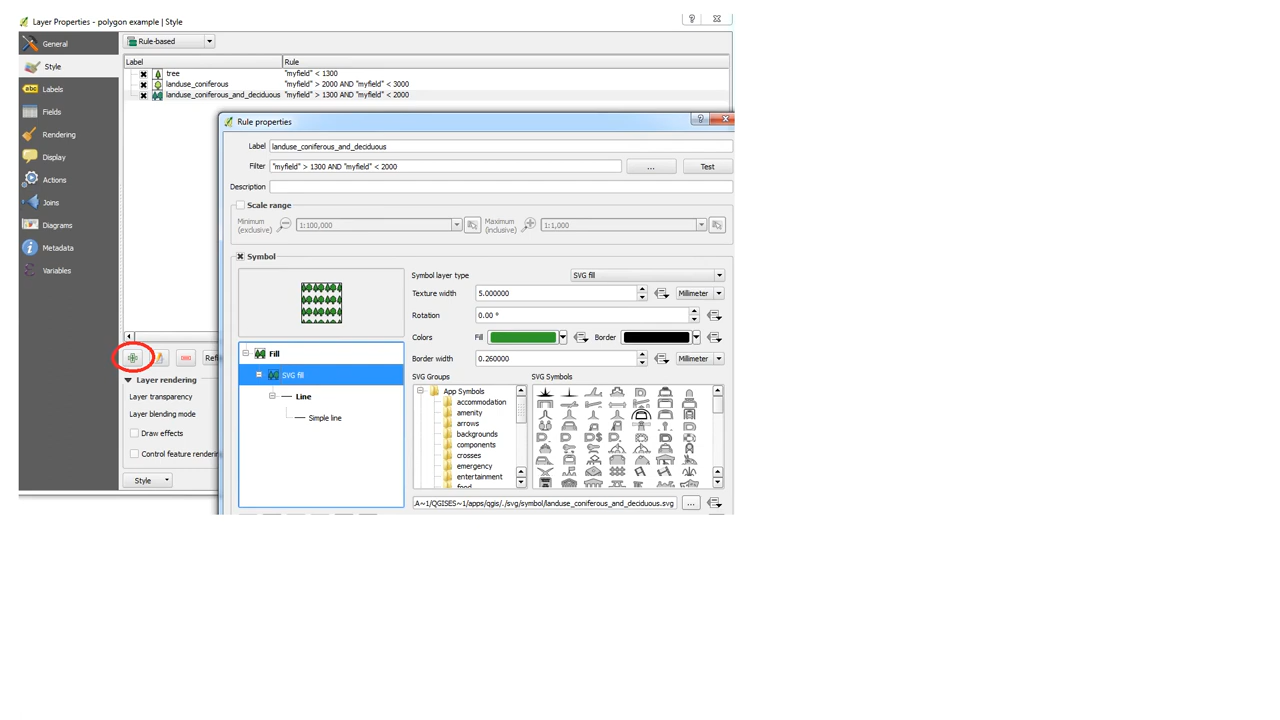 Layer Properties - polygon example | Style
General
Style
Labels
Fields
Rendering
Display
Actions
Joins
Diagrams
Metadata
Variables
Rule-based
Label Rule
tree "myfield" < 1300
landuse_coniferous "myfield" > 2000 AND "myfield" < 3000
landuse_coniferous_and_deciduous "myfield" > 1300 AND "myfield" < 2000
Refi
Layer rendering
Layer transparency
Layer blending mode
Draw effects
Control feature renderin
Style
Rule properties
Label landuse_coniferous_and_deciduous
Filter "myfield" > 1300 AND "myfield" < 2000 ... Test
Description
Scale range
Minimum (exclusive) 1:100,000 Maximum (inclusive) 1:1,000
Symbol
Fill
SVG fill
Line
Simple line
Symbol layer type SVG fill
Texture width 5.000000 Millimeter
Rotation 0.00 °
Colors Fill Border
Border width 0.260000 Millimeter
SVG Groups SVG Symbols
App Symbols
accommodation
amenity
arrows
backgrounds
components
crosses
emergency
entertainment
food
.A~1/QGISES~1/apps/qgis/./svg/symbol/landuse_coniferous_and_deciduous.svg ...